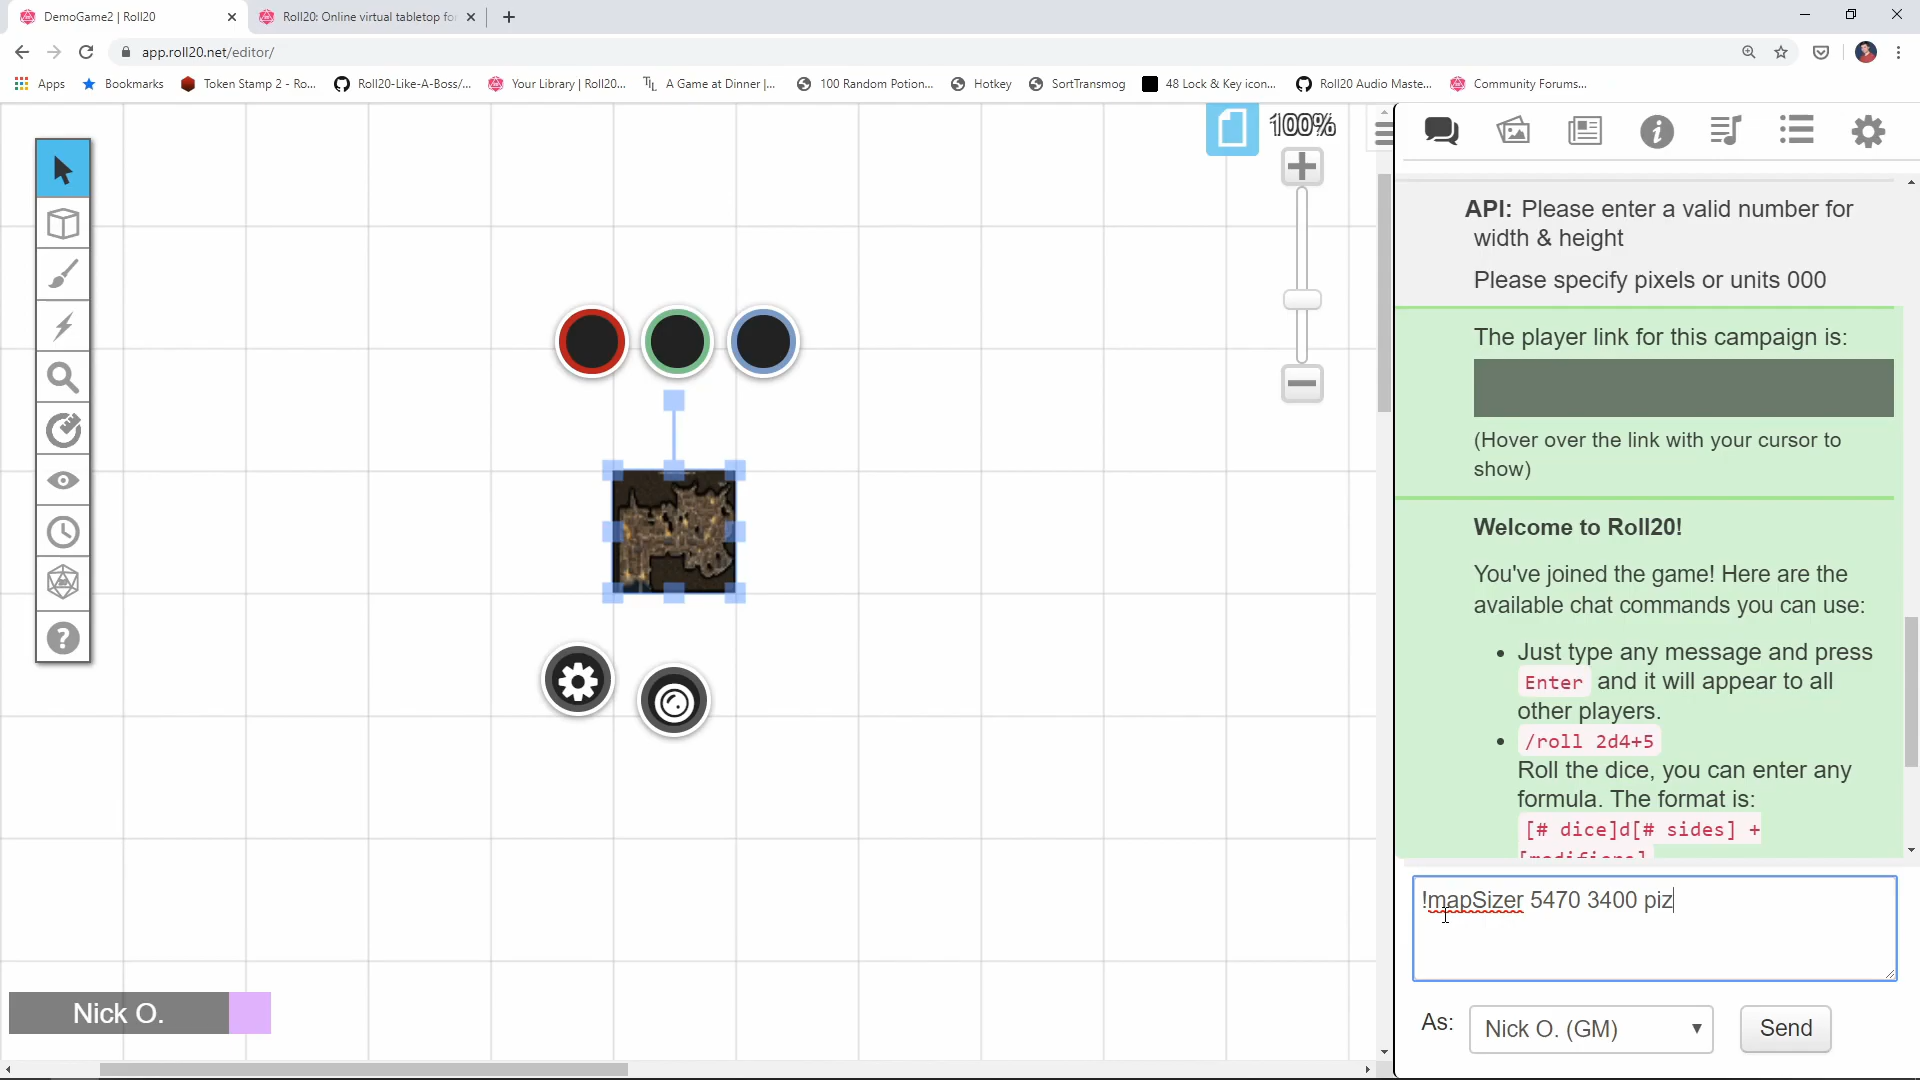 DemoGame2 | Roll20
Roll20: Online virtual tabletop fo
app.roll20.net/editor/
Apps
Bookmarks
Token Stamp 2 - Ro...
Roll20-Like-A-Boss/...
Your Library | Roll20...
A Game at Dinner |...
100 Random Potion...
Hotkey
SortTransmog
48 Lock & Key icon...
Roll20 Audio Maste...
Community Forums...
100%
API: Please enter a valid number for
width & height
Please specify pixels or units 000
The player link for this campaign is:
(Hover over the link with your cursor to
show)
Welcome to Roll20!
You've joined the game! Here are the
available chat commands you can use:
• Just type any message and press
Enter and it will appear to all
other players.
• /roll 2d4+5
Roll the dice, you can enter any
formula. The format is:
[# dice]d[# sides] +
[modifiers]
!mapSizer 5470 3400 piz
As:
Nick O. (GM)
Send
Nick O.